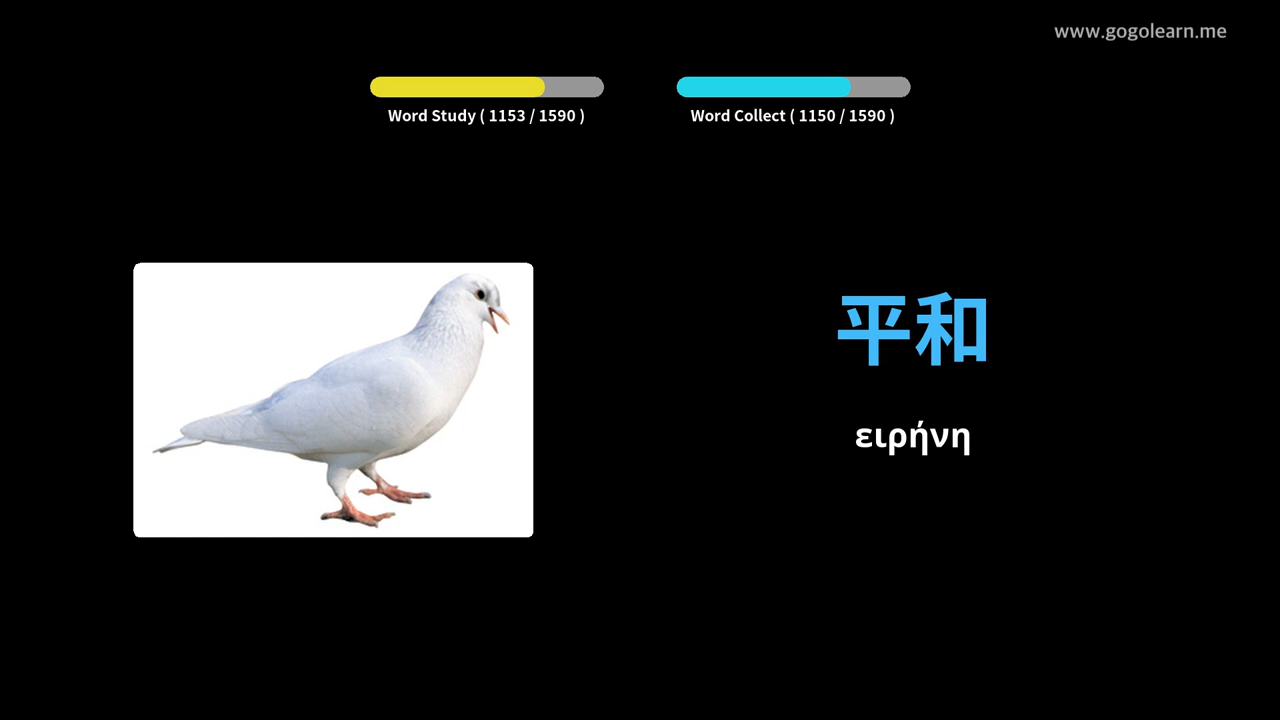 www.gogolearn.me
Word Study ( 1153 / 1590 )
Word Collect ( 1150 / 1590 )
平和
ειρήνη